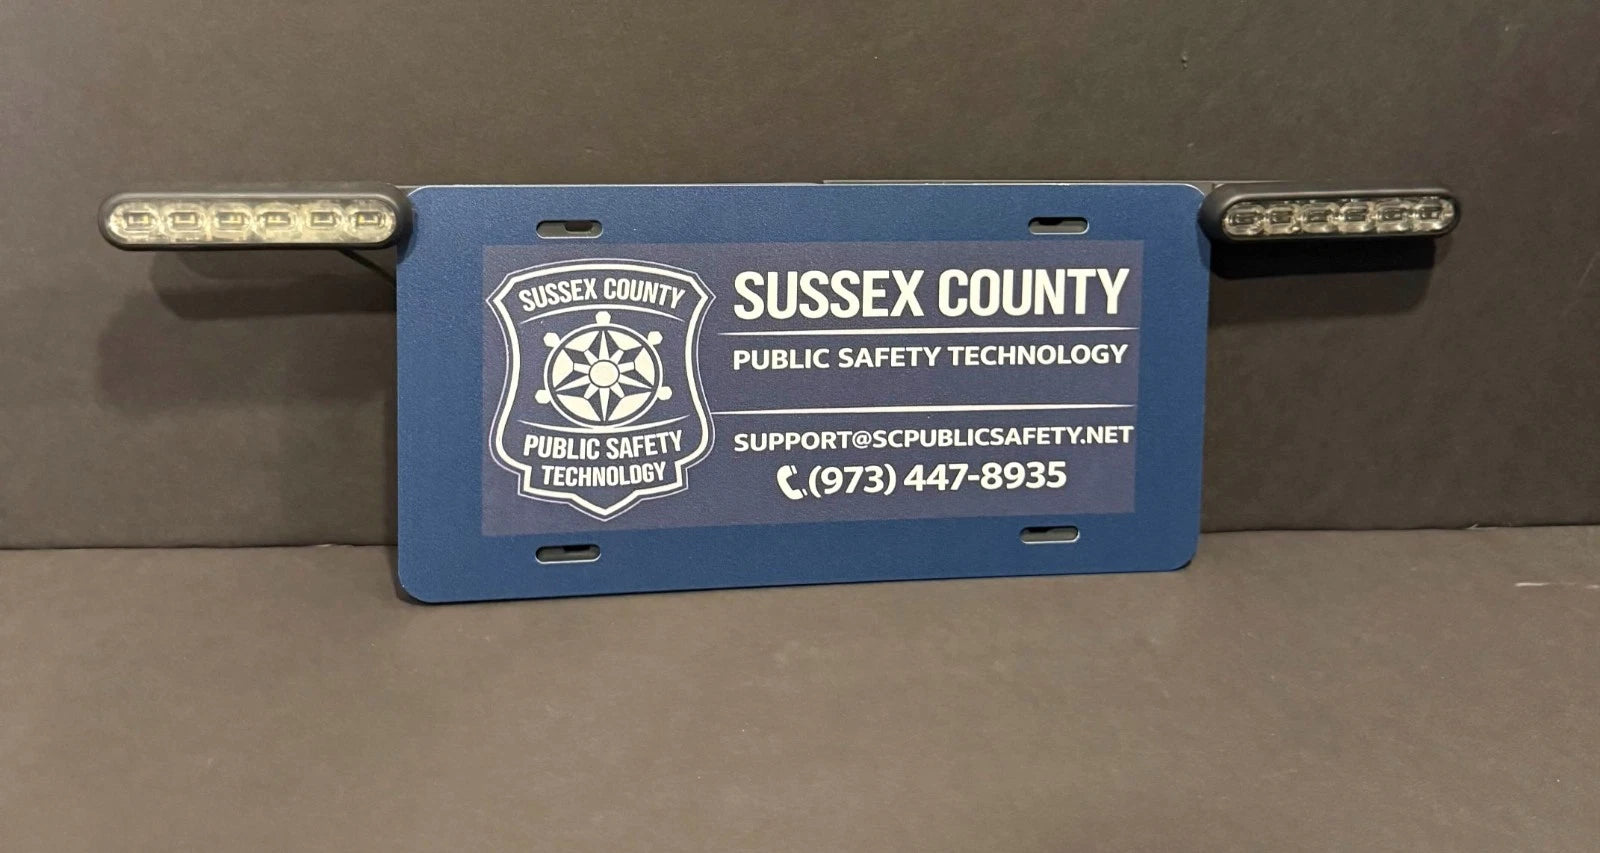 SUSSEX COUNTY
PUBLIC SAFETY
TECHNOLOGY
SUSSEX COUNTY
PUBLIC SAFETY TECHNOLOGY
SUPPORT@SCPUBLICSAFETY.NET
(973) 447-8935